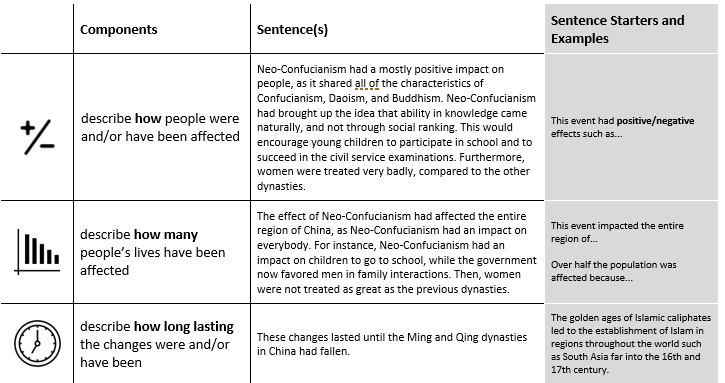 Components
Sentence(s)
Sentence Starters and
Examples
describe how people were
and/or have been affected
Neo-Confucianism had a mostly positive impact on
people, as it shared all of the characteristics of
Confucianism, Daoism, and Buddhism. Neo-Confucianism
had brought up the idea that ability in knowledge came
naturally, and not through social ranking. This would
encourage young children to participate in school and to
succeed in the civil service examinations. Furthermore,
women were treated very badly, compared to the other
dynasties.
This event had positive/negative
effects such as...
describe how many
people's lives have been
affected
The effect of Neo-Confucianism had affected the entire
region of China, as Neo-Confucianism had an impact on
everybody. For instance, Neo-Confucianism had an
impact on children to go to school, while the government
now favored men in family interactions. Then, women
were not treated as great as the previous dynasties.
This event impacted the entire
region of...
Over half the population was
affected because...
describe how long lasting
the changes were and/or
have been
These changes lasted until the Ming and Qing dynasties
in China had fallen.
The golden ages of Islamic caliphates
led to the establishment of Islam in
regions throughout the world such
as South Asia far into the 16th and
17th century.